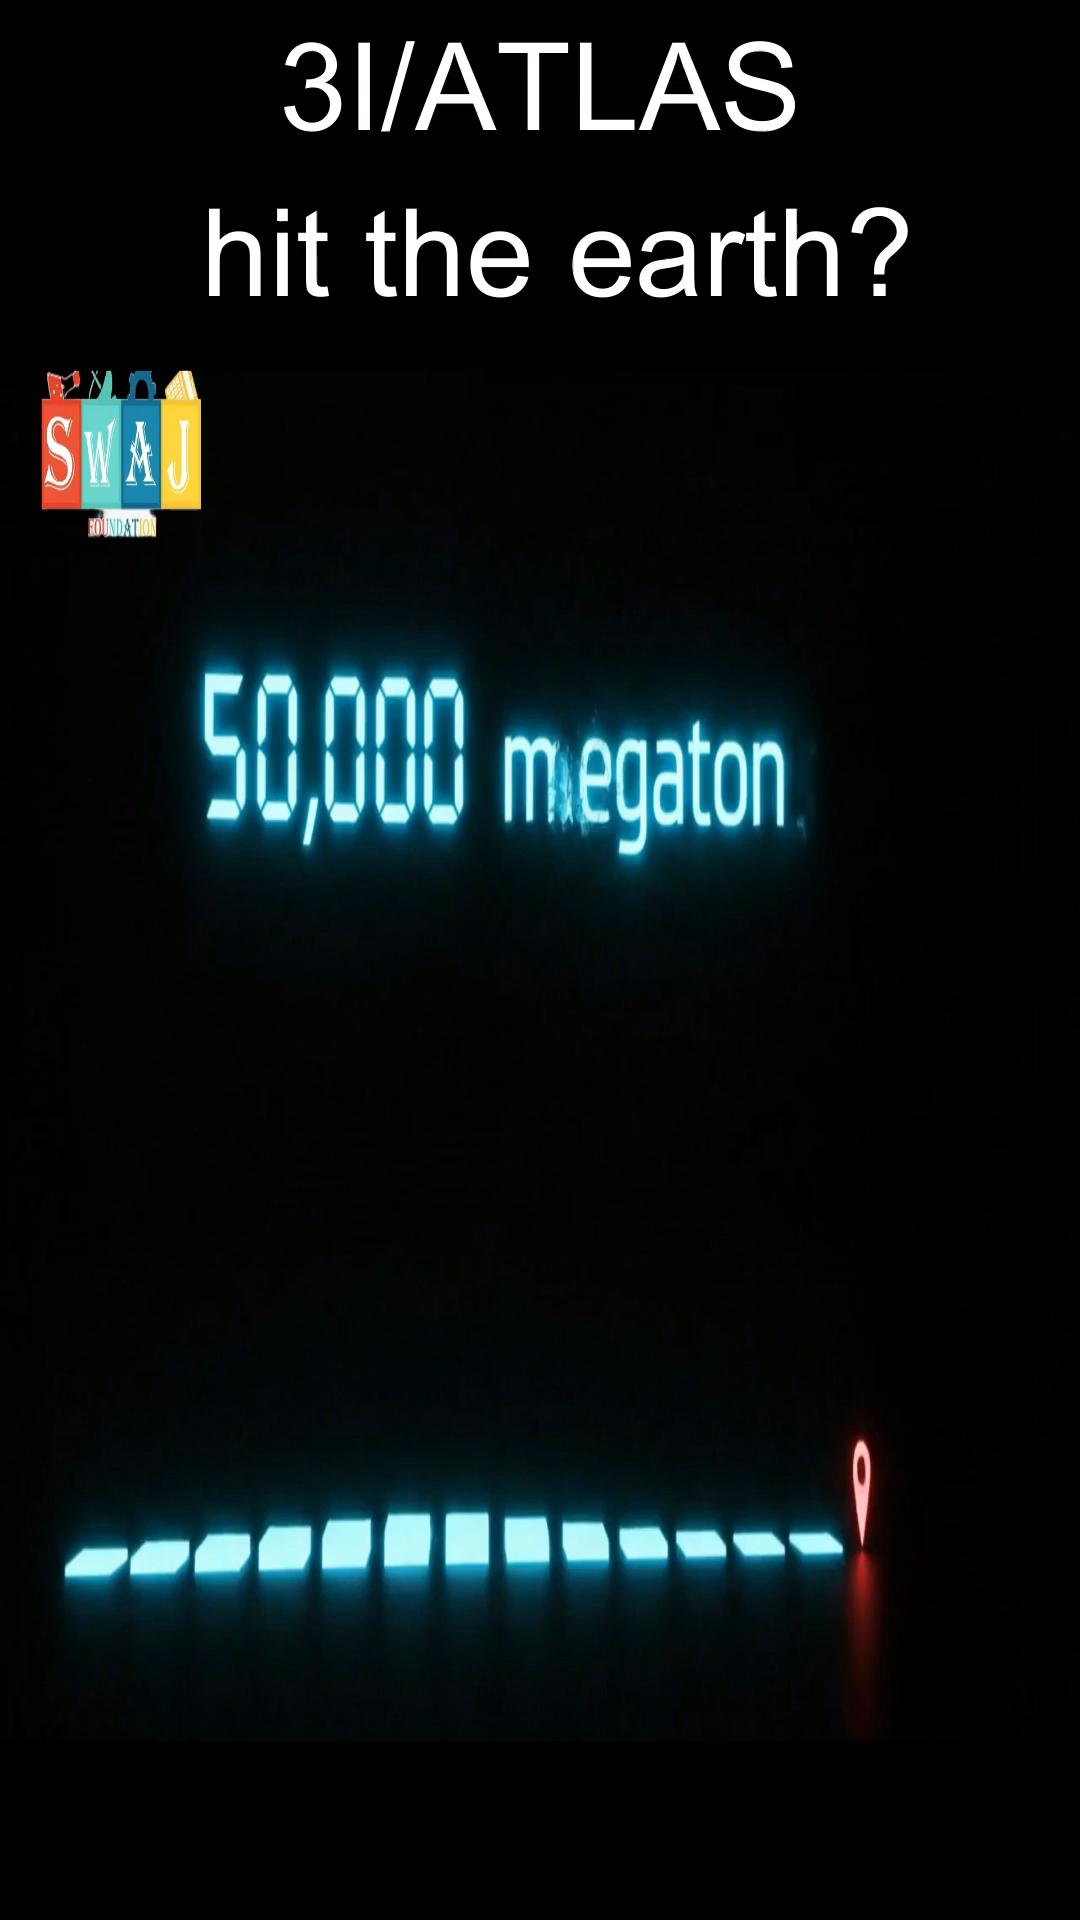 3I/ATLAS
hit the earth?
SWAJ
FOUNDATION
50,000 megaton